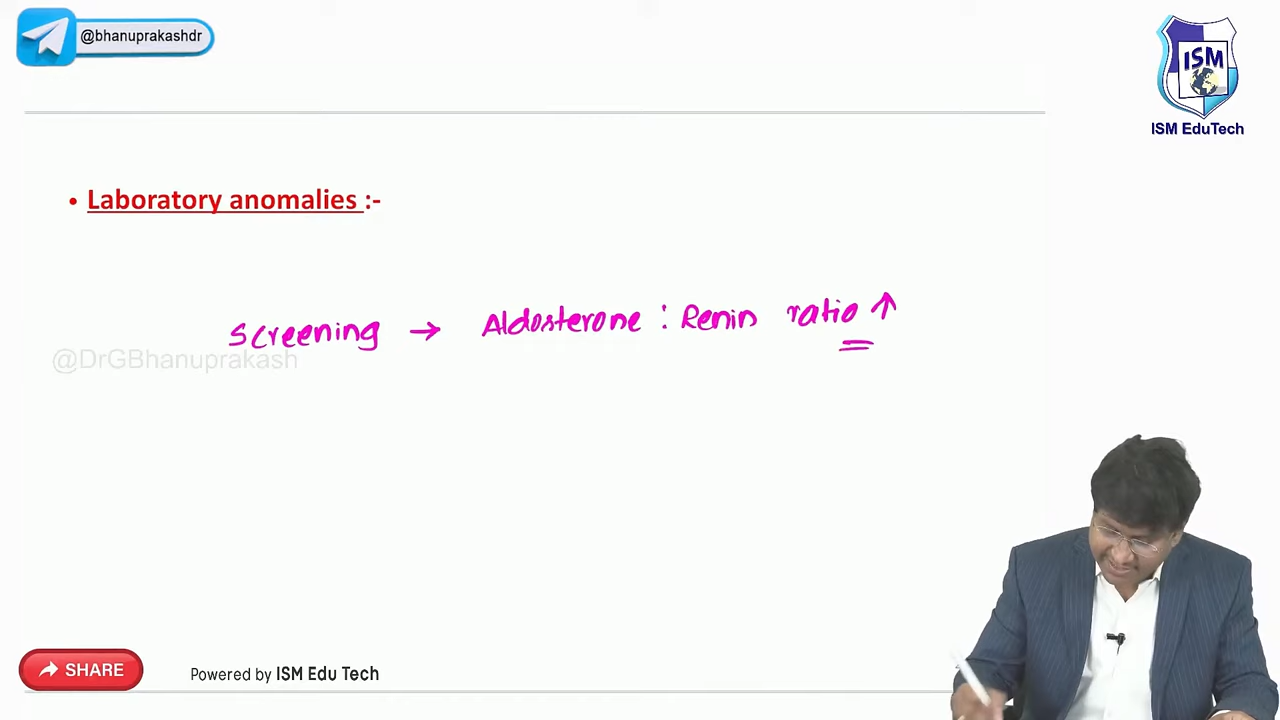 @bhanuprakashdr
ISM
ISM EduTech
• Laboratory anomalies :-
Screening → Aldosterone : Renin ratio ↑
@DrGBhanuprakash
SHARE
Powered by ISM Edu Tech